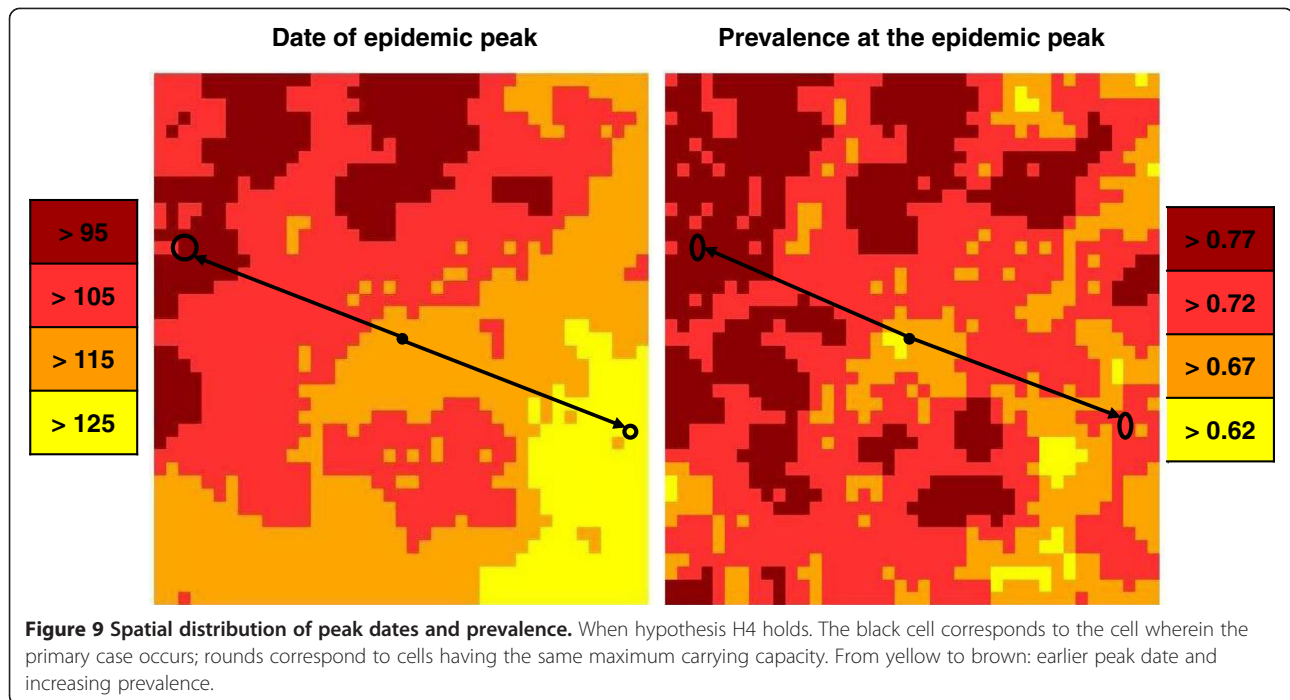 Date of epidemic peak
Prevalence at the epidemic peak
> 95
> 105
> 115
> 125
> 0.77
> 0.72
> 0.67
> 0.62
Figure 9 Spatial distribution of peak dates and prevalence. When hypothesis H4 holds. The black cell corresponds to the cell wherein the
primary case occurs; rounds correspond to cells having the same maximum carrying capacity. From yellow to brown: earlier peak date and
increasing prevalence.